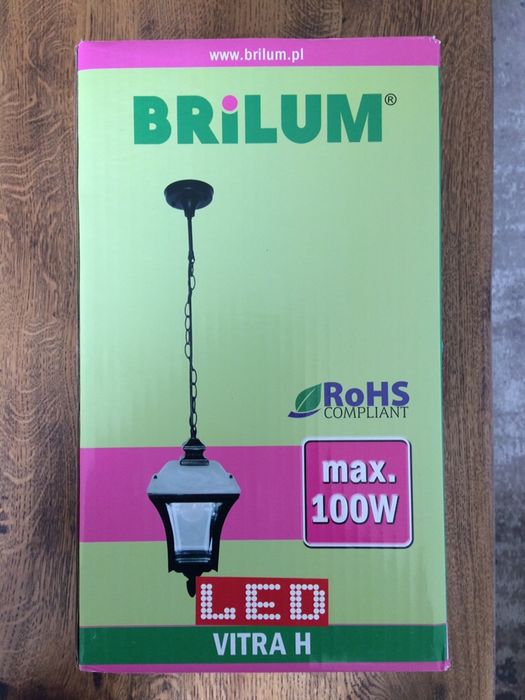 www.brilum.pl
BRiLUM®
RoHS
COMPLIANT
max.
100W
LED
VITRA H